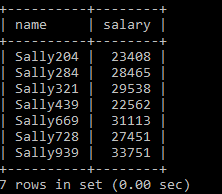 +----------+--------+
| name     | salary |
+----------+--------+
| Sally204 |  23408 |
| Sally284 |  28465 |
| Sally321 |  29538 |
| Sally439 |  22562 |
| Sally669 |  31113 |
| Sally728 |  27451 |
| Sally939 |  33751 |
+----------+--------+
7 rows in set (0.00 sec)